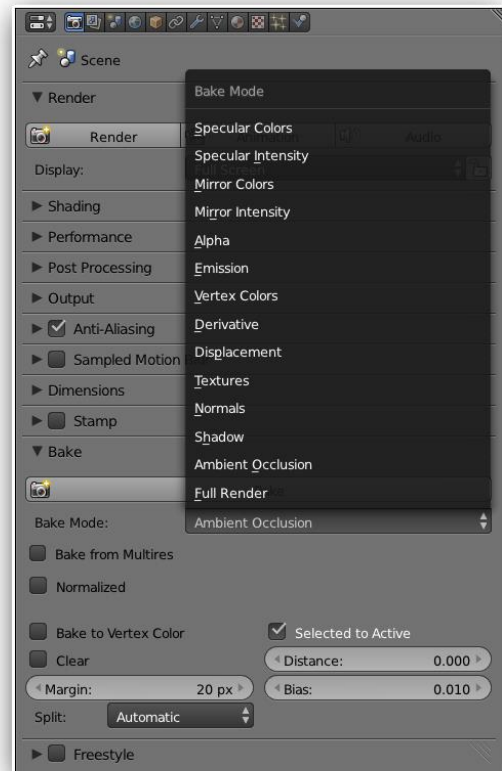 Scene
Render
Render Animation Audio
Display: Full Screen
Shading
Performance
Post Processing
Output
Anti-Aliasing
Sampled Motion
Dimensions
Stamp
Bake
Bake Mode
Specular Colors
Specular Intensity
Mirror Colors
Mirror Intensity
Alpha
Emission
Vertex Colors
Derivative
Displacement
Textures
Normals
Shadow
Ambient Occlusion
Full Render
Bake Mode: Ambient Occlusion
Bake from Multires
Normalized
Bake to Vertex Color Selected to Active
Clear Distance: 0.000
Margin: 20 px Bias: 0.010
Split: Automatic
Freestyle